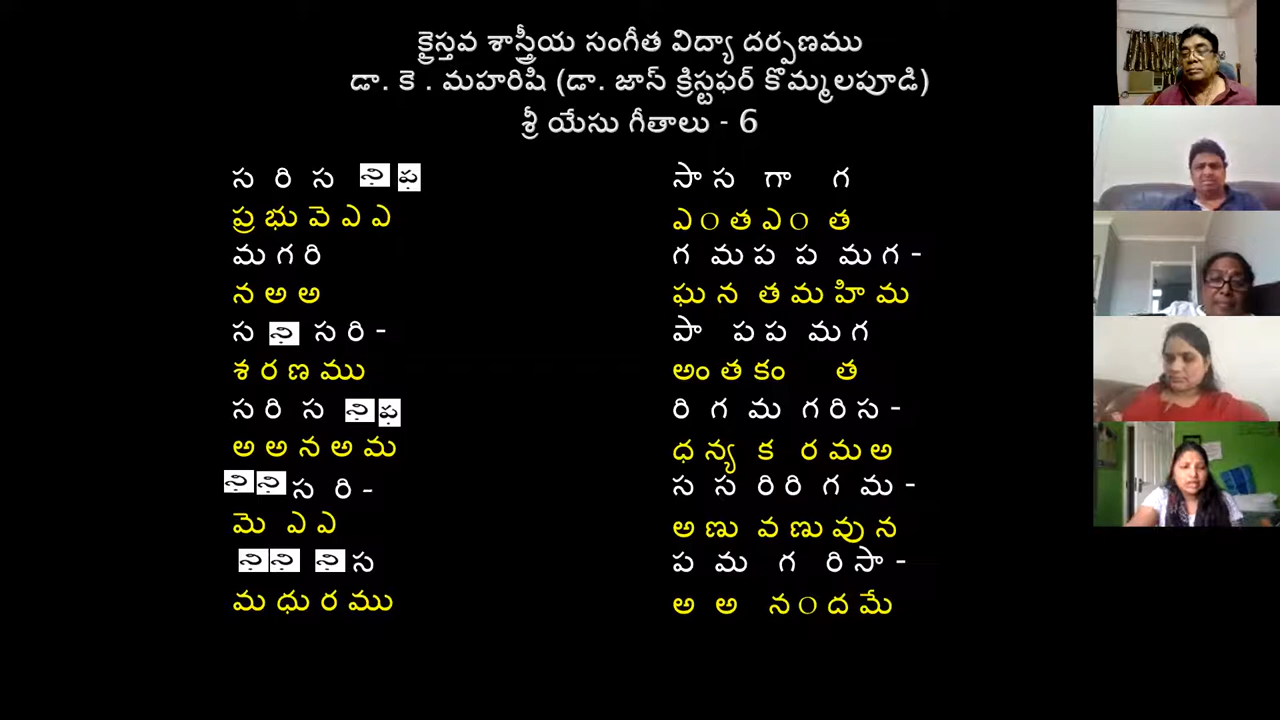 క్రైస్తవ శాస్త్రీయ సంగీత విద్యా దర్పణము
డా. కె . మహరిషి (డా. జాస్ క్రిస్టఫర్ కొమ్మలపూడి)
శ్రీ యేసు గీతాలు - 6
స రి స ని ప
ప్ర భు వె ఎ ఎ
మ గ రి
న అ అ
స ని స రి -
శ ర ణ ము
స రి స ని ప
అ అ న అ మ
ని ని స రి -
మె ఎ ఎ
ని ని ని స
మ ధు ర ము
సా స గా గ
ఎ ం త ఎ ం త
గ మ ప ప మ గ -
ఘ న త మ హి మ
పా ప ప మ గ
అం త కం త
రి గ మ గ రి స -
ధ న్య క ర మ అ
స స రి రి గ మ -
అ ణు వ ణు వు న
ప మ గ రి సా -
అ అ న ం ద మే